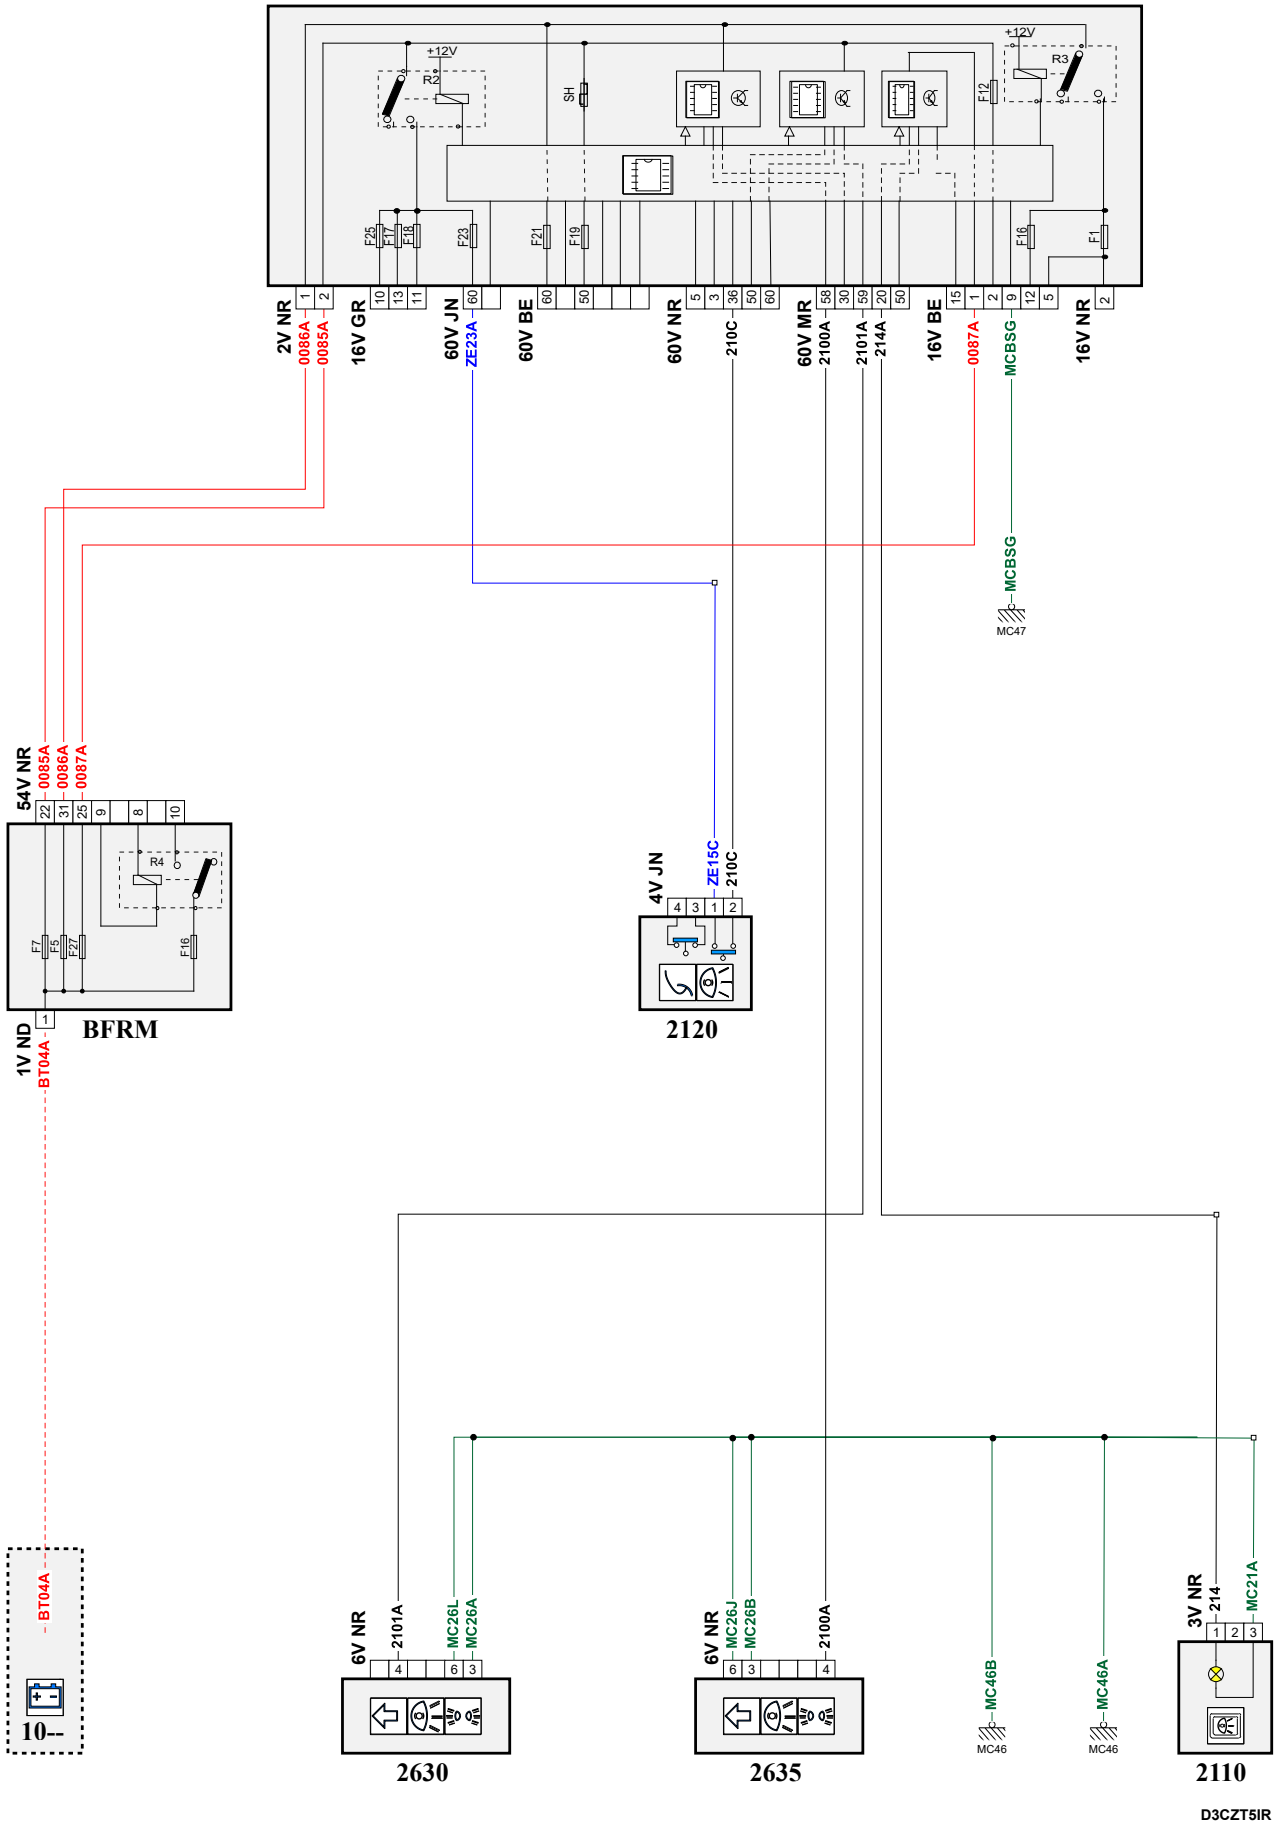 +12V
+12V
R2
R3
SH
F12
F25
F17
F18
F23
F21
F19
F16
F1
1
2
10
13
11
60
60
50
5
3
36
50
60
58
30
59
20
50
15
1
2
9
12
5
2
2V NR
0086A
0085A
16V GR
60V JN
ZE23A
60V BE
60V NR
210C
60V MR
2100A
2101A
214A
16V BE
0087A
MCBSG
16V NR
MCBSG
MC47
54V NR
0085A
0086A
0087A
22
31
25
9
8
10
R4
F7
F5
F27
F16
1
BFRM
1V ND
BT04A
4V JN
ZE15C
210C
4
3
1
2
2120
BT04A
+ -
10--
6V NR
2101A
MC26L
MC26A
4
6
3
2630
6V NR
MC26J
MC26B
2100A
6
3
4
2635
MC46B
MC46
MC46A
MC46
3V NR
214
MC21A
1
2
3
2110
D3CZT5IR